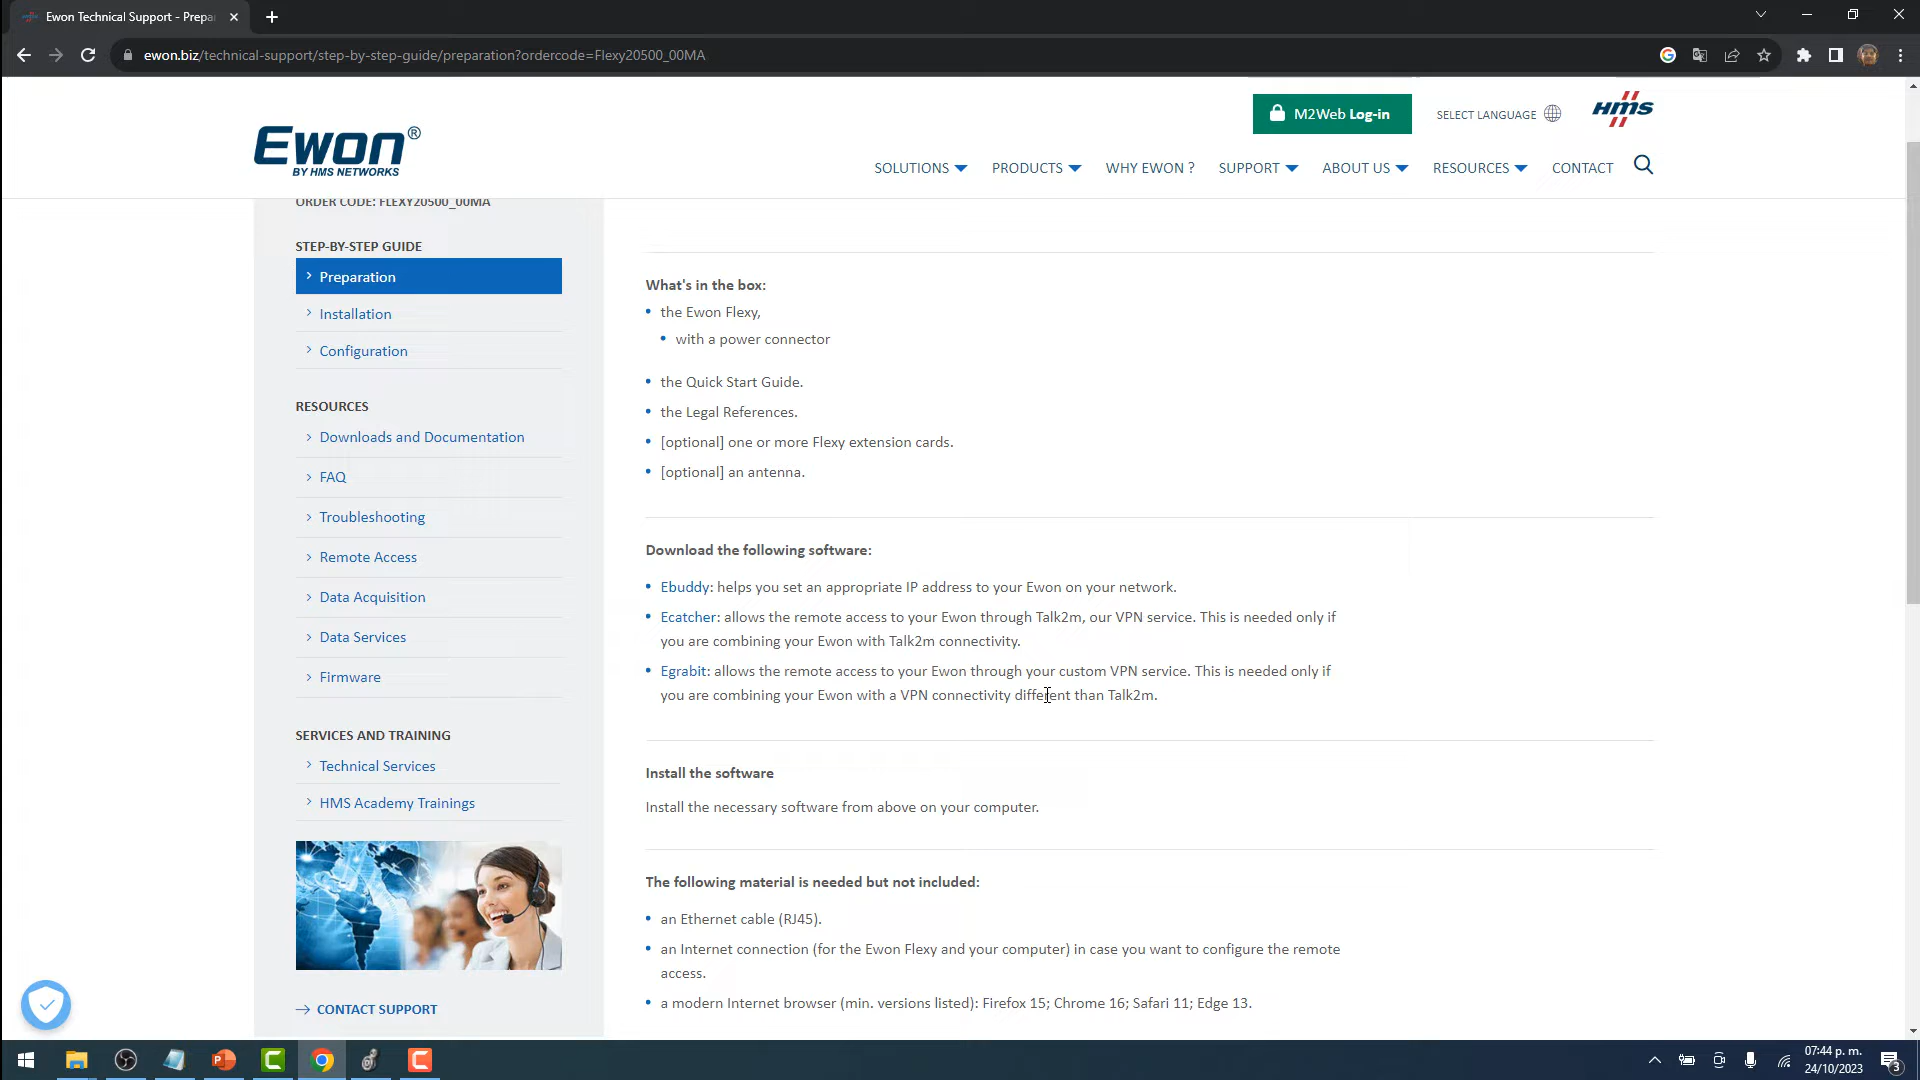 Ewon Technical Support - Prepa
ewon.biz/technical-support/step-by-step-guide/preparation?ordercode=Flexy20500_00MA
M2Web Log-in
SELECT LANGUAGE
hms
Ewon®
BY HMS NETWORKS
SOLUTIONS PRODUCTS WHY EWON ? SUPPORT ABOUT US RESOURCES CONTACT
ORDER CODE: FLEXY20500_00MA
STEP-BY-STEP GUIDE
Preparation
Installation
Configuration
RESOURCES
Downloads and Documentation
FAQ
Troubleshooting
Remote Access
Data Acquisition
Data Services
Firmware
SERVICES AND TRAINING
Technical Services
HMS Academy Trainings
CONTACT SUPPORT
What's in the box:
the Ewon Flexy,
with a power connector
the Quick Start Guide.
the Legal References.
[optional] one or more Flexy extension cards.
[optional] an antenna.
Download the following software:
Ebuddy: helps you set an appropriate IP address to your Ewon on your network.
Ecatcher: allows the remote access to your Ewon through Talk2m, our VPN service. This is needed only if
you are combining your Ewon with Talk2m connectivity.
Egrabit: allows the remote access to your Ewon through your custom VPN service. This is needed only if
you are combining your Ewon with a VPN connectivity different than Talk2m.
Install the software
Install the necessary software from above on your computer.
The following material is needed but not included:
an Ethernet cable (RJ45).
an Internet connection (for the Ewon Flexy and your computer) in case you want to configure the remote
access.
a modern Internet browser (min. versions listed): Firefox 15; Chrome 16; Safari 11; Edge 13.
07:44 p. m.
24/10/2023
3